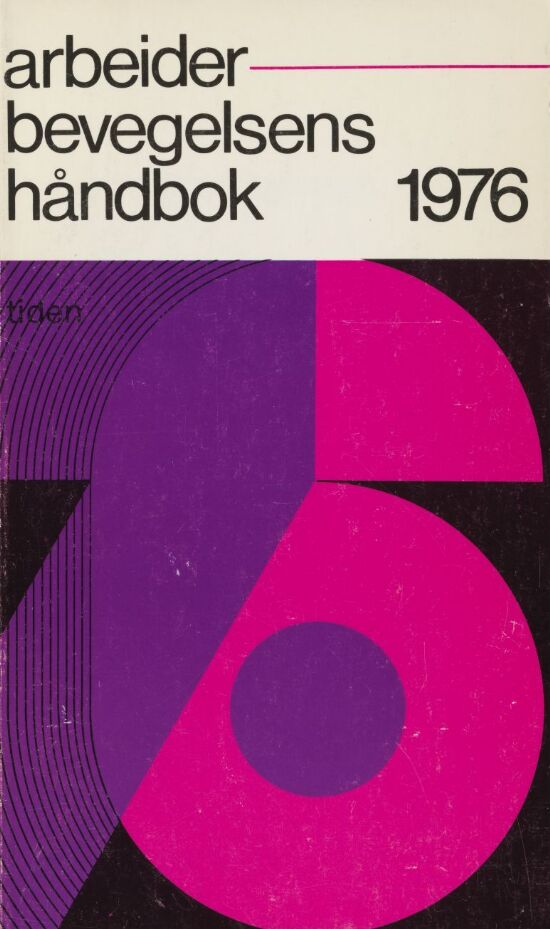 arbeider
bevegelsens
håndbok 1976
tiden